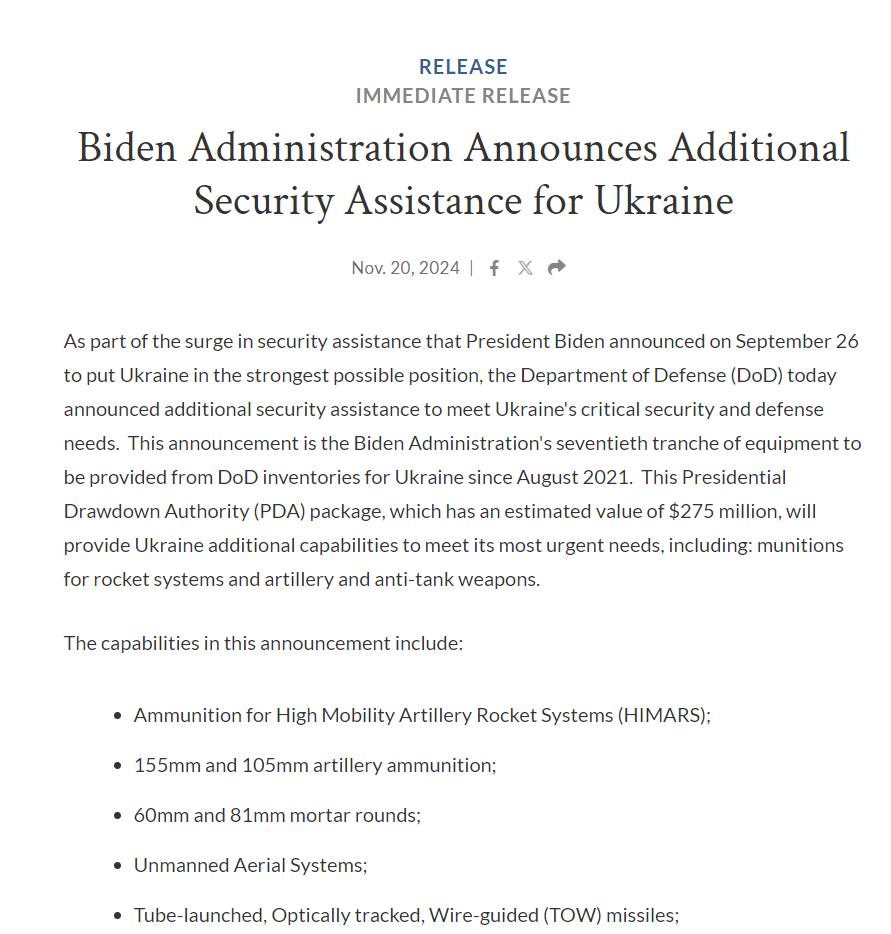 RELEASE
IMMEDIATE RELEASE
Biden Administration Announces Additional
Security Assistance for Ukraine
Nov. 20, 2024 |
As part of the surge in security assistance that President Biden announced on September 26
to put Ukraine in the strongest possible position, the Department of Defense (DoD) today
announced additional security assistance to meet Ukraine's critical security and defense
needs.  This announcement is the Biden Administration's seventieth tranche of equipment to
be provided from DoD inventories for Ukraine since August 2021.  This Presidential
Drawdown Authority (PDA) package, which has an estimated value of $275 million, will
provide Ukraine additional capabilities to meet its most urgent needs, including: munitions
for rocket systems and artillery and anti-tank weapons.
The capabilities in this announcement include:
• Ammunition for High Mobility Artillery Rocket Systems (HIMARS);
• 155mm and 105mm artillery ammunition;
• 60mm and 81mm mortar rounds;
• Unmanned Aerial Systems;
• Tube-launched, Optically tracked, Wire-guided (TOW) missiles;